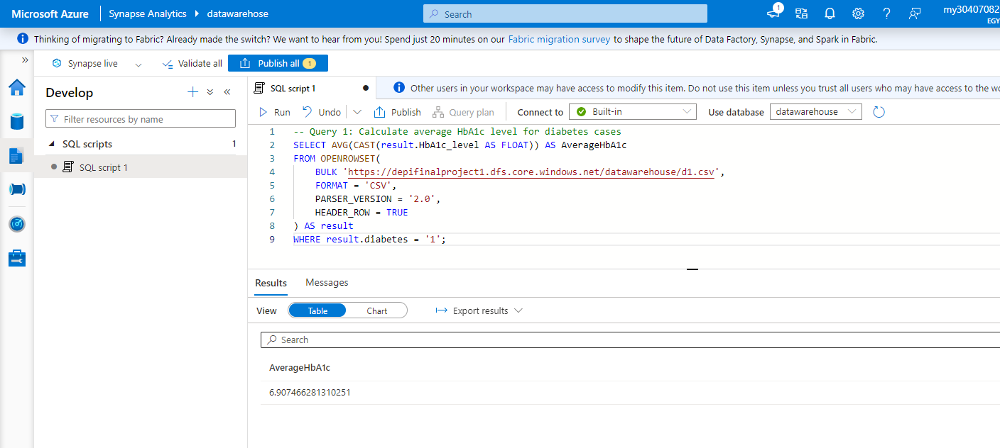 Microsoft Azure
Synapse Analytics
datawarehose
Search
1
my30407082
EGY
Thinking of migrating to Fabric? Already made the switch? We want to hear from you! Spend just 20 minutes on our Fabric migration survey to shape the future of Data Factory, Synapse, and Spark in Fabric.
Synapse live
Validate all
Publish all 1
Develop
Filter resources by name
SQL scripts 1
SQL script 1
SQL script 1
Other users in your workspace may have access to modify this item. Do not use this item unless you trust all users who may have access to the wo
Run
Undo
Publish
Query plan
Connect to
Built-in
Use database
datawarehouse
1 -- Query 1: Calculate average HbA1c level for diabetes cases
2 SELECT AVG(CAST(result.HbA1c_level AS FLOAT)) AS AverageHbA1c
3 FROM OPENROWSET(
4 BULK 'https://depifinalproject1.dfs.core.windows.net/datawarehouse/d1.csv',
5 FORMAT = 'CSV',
6 PARSER_VERSION = '2.0',
7 HEADER_ROW = TRUE
8 ) AS result
9 WHERE result.diabetes = '1';
Results
Messages
View
Table
Chart
Export results
Search
AverageHbA1c
6.907466281310251